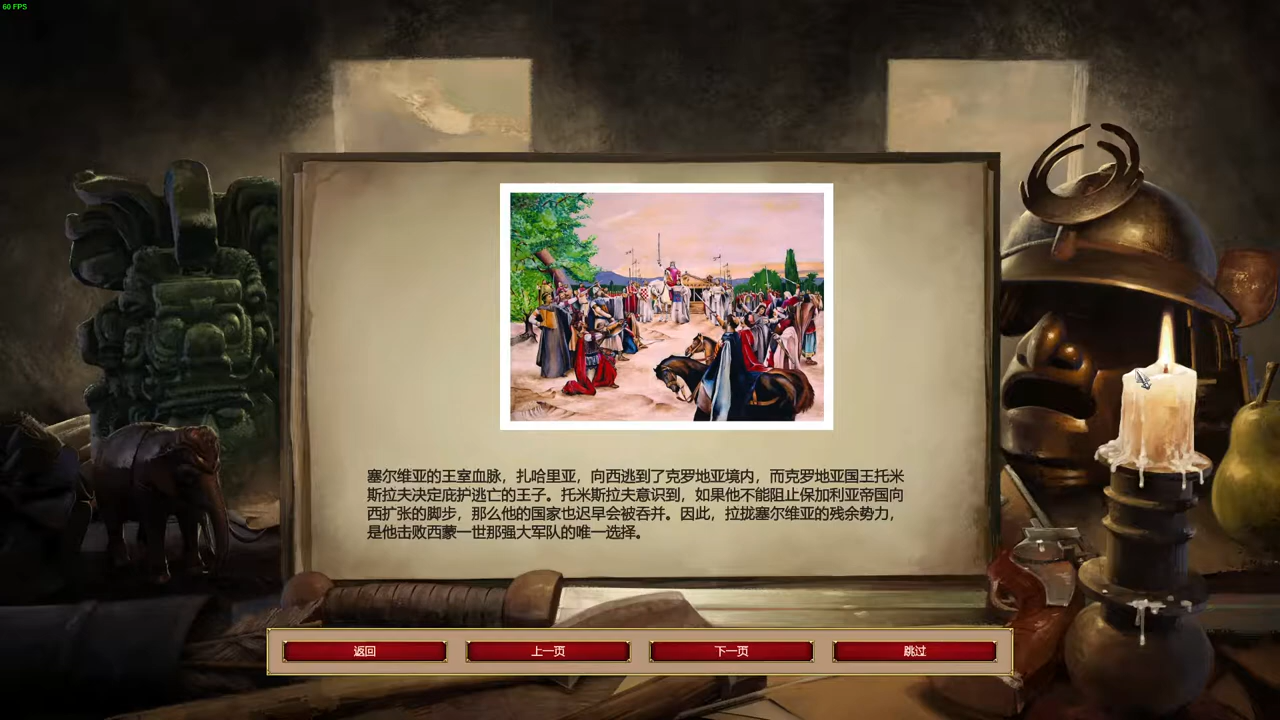 60 FPS
塞尔维亚的王室血脉，扎哈里亚，向西逃到了克罗地亚境内，而克罗地亚国王托米
斯拉夫决定庇护逃亡的王子。托米斯拉夫意识到，如果他不能阻止保加利亚帝国向
西扩张的脚步，那么他的国家也迟早会被吞并。因此，拉拢塞尔维亚的残余势力，
是他击败西蒙一世那强大军队的唯一选择。
返回 上一页 下一页 跳过